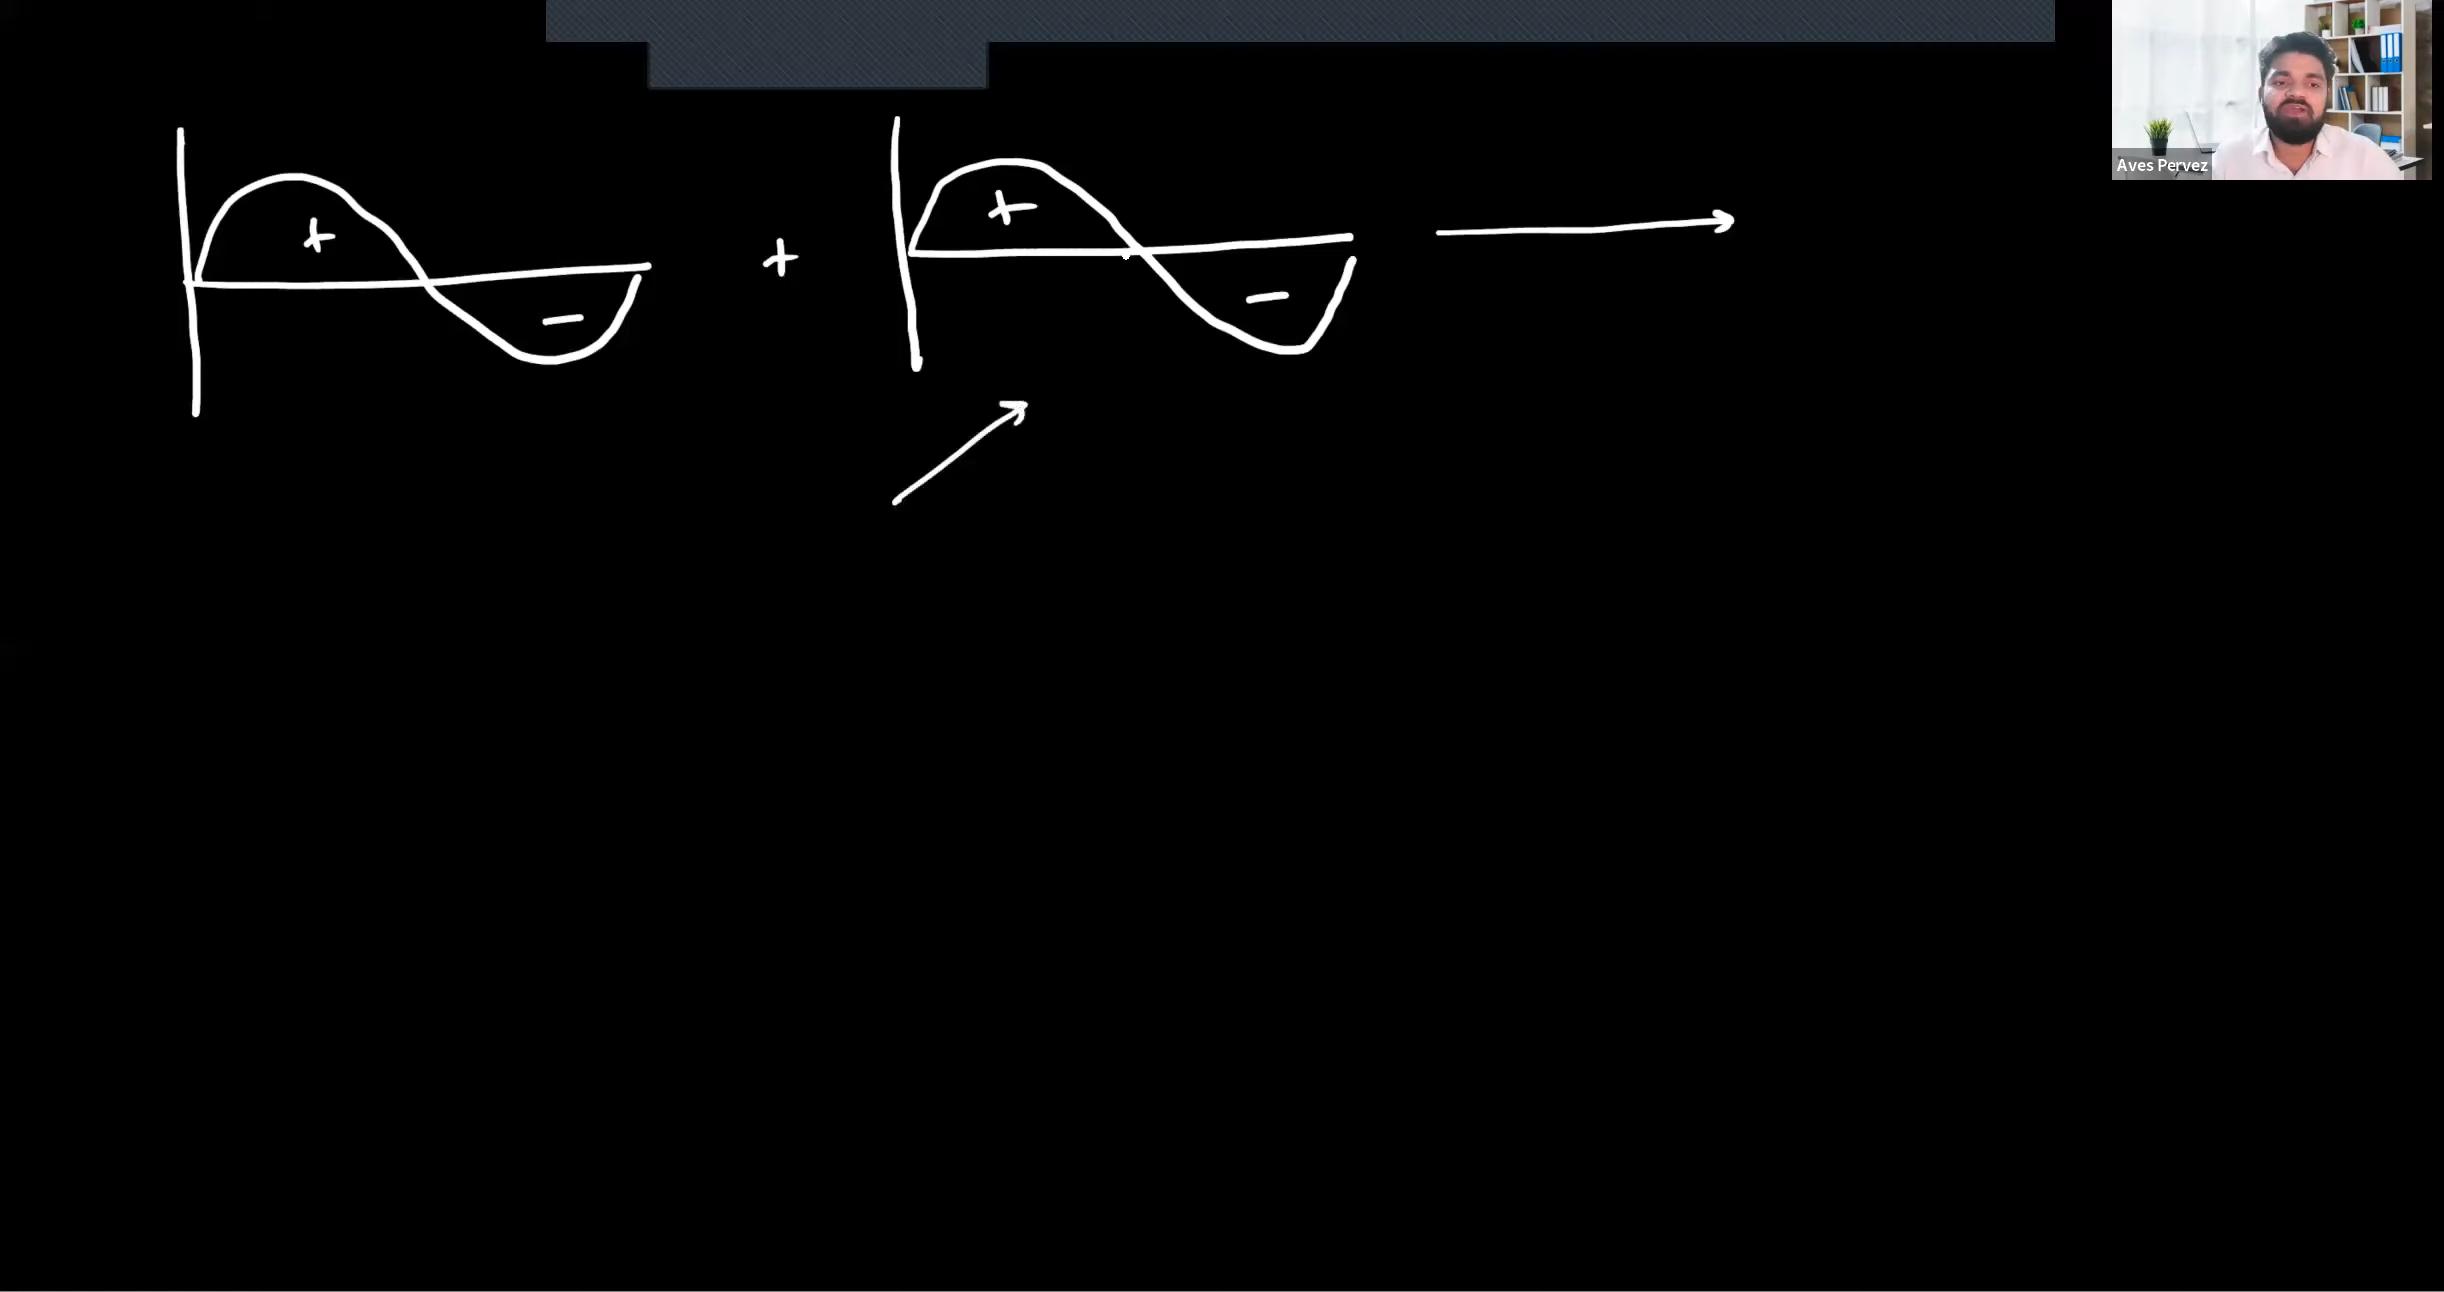 + + +
- -
Aves Pervez